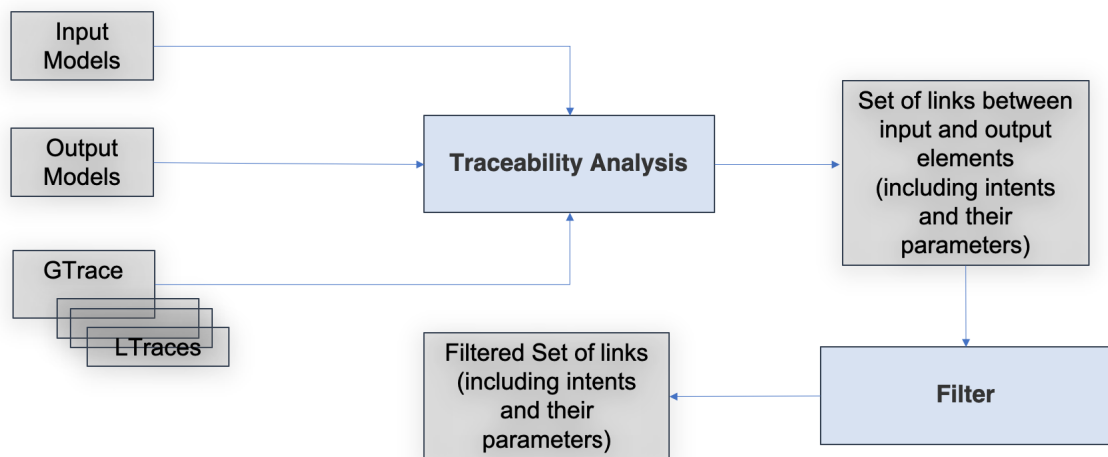 Input
Models
Output
Models
GTrace
LTraces
Traceability Analysis
Set of links between
input and output
elements
(including intents
and their
parameters)
Filter
Filtered Set of links
(including intents
and their
parameters)